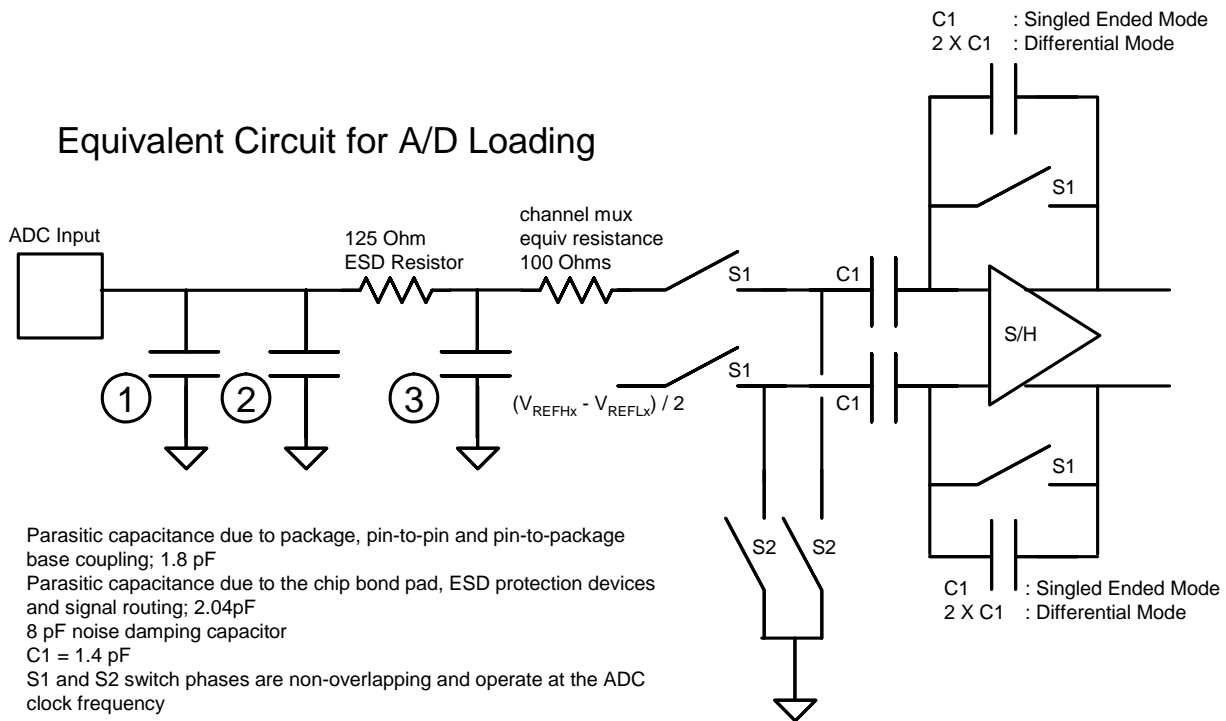 C1 : Singled Ended Mode
2 X C1 : Differential Mode
Equivalent Circuit for A/D Loading
S1
ADC Input
125 Ohm
ESD Resistor
channel mux
equiv resistance
100 Ohms
S1
C1
S/H
1
2
3
S1
(VREFHx - VREFLx) / 2
C1
S1
S2
S2
Parasitic capacitance due to package, pin-to-pin and pin-to-package
base coupling; 1.8 pF
Parasitic capacitance due to the chip bond pad, ESD protection devices
and signal routing; 2.04pF
8 pF noise damping capacitor
C1 = 1.4 pF
S1 and S2 switch phases are non-overlapping and operate at the ADC
clock frequency
C1 : Singled Ended Mode
2 X C1 : Differential Mode